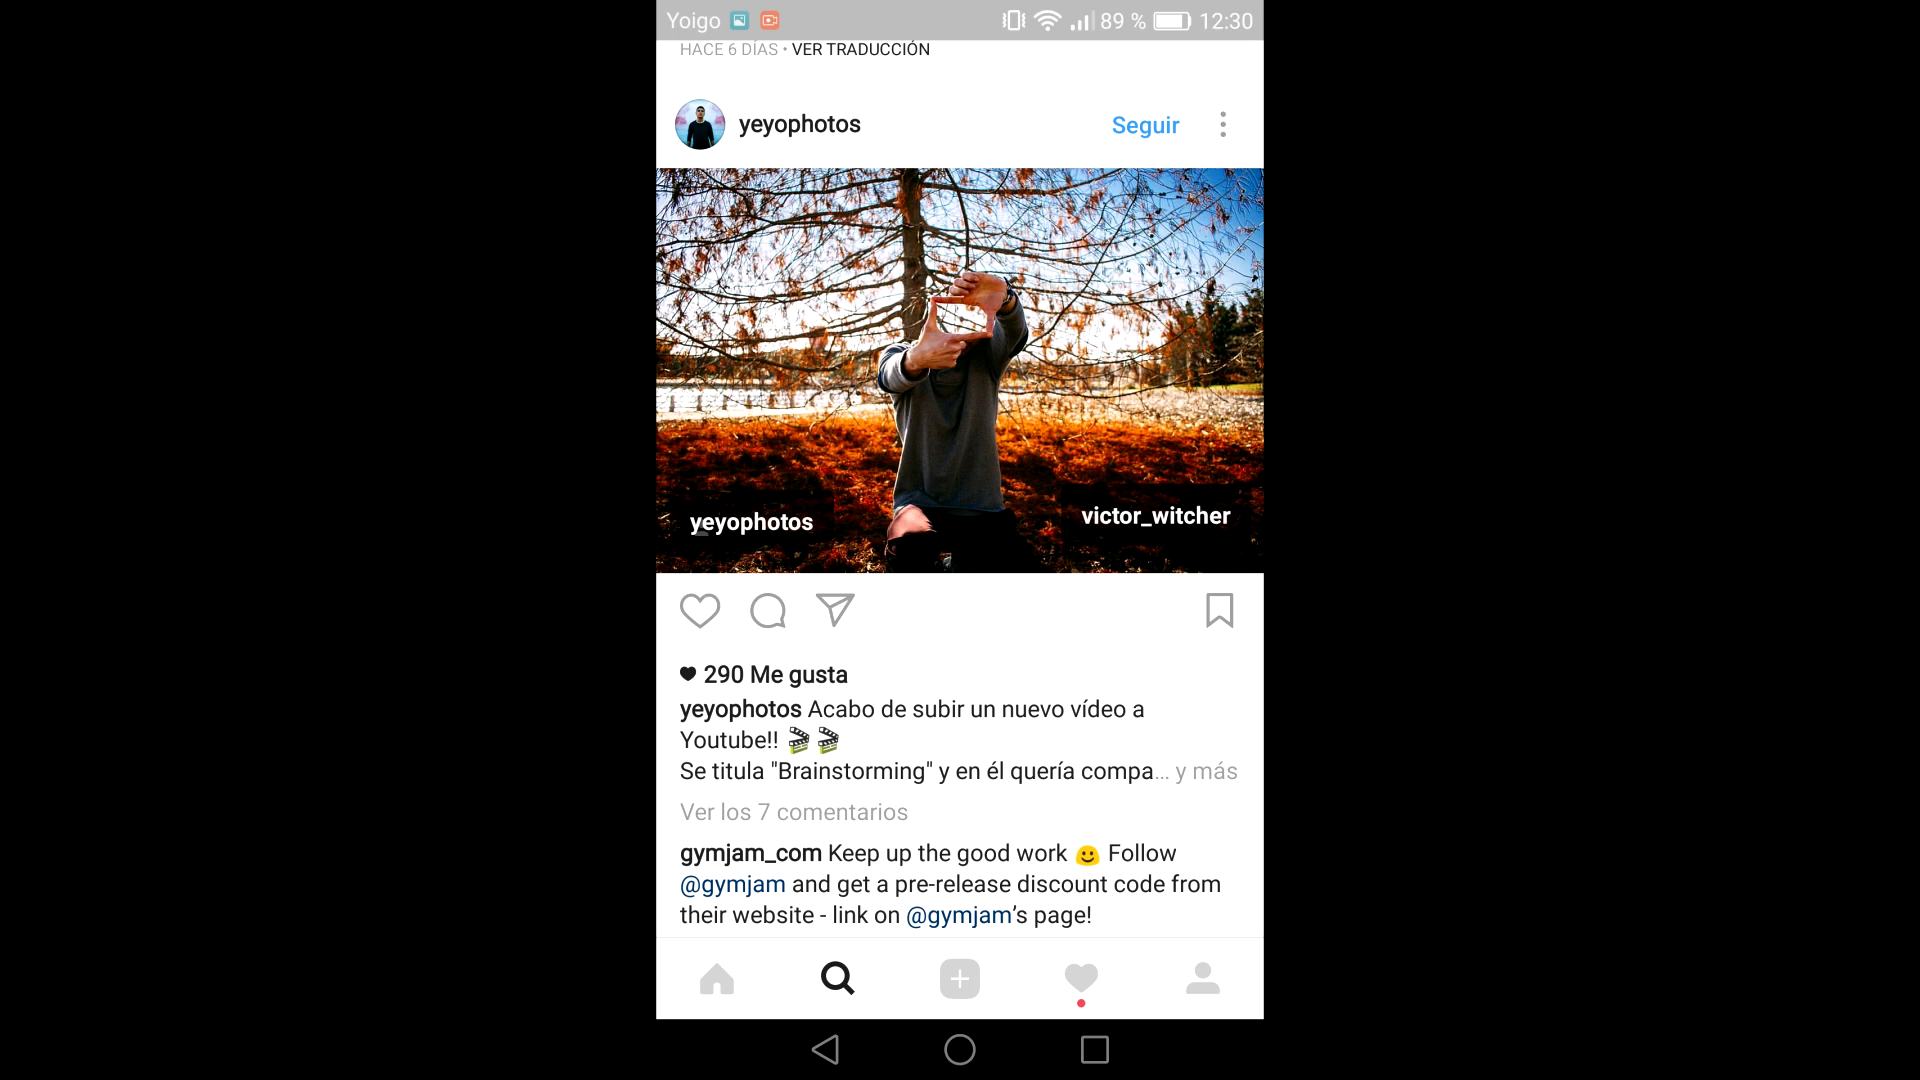 Yoigo 89 % 12:30
HACE 6 DÍAS • VER TRADUCCIÓN
yeyophotos Seguir
yeyophotos victor_witcher
290 Me gusta
yeyophotos Acabo de subir un nuevo vídeo a
Youtube!! 🎬🎬
Se titula "Brainstorming" y en él quería compa... y más
Ver los 7 comentarios
gymjam_com Keep up the good work 🙂 Follow
@gymjam and get a pre-release discount code from
their website - link on @gymjam’s page!